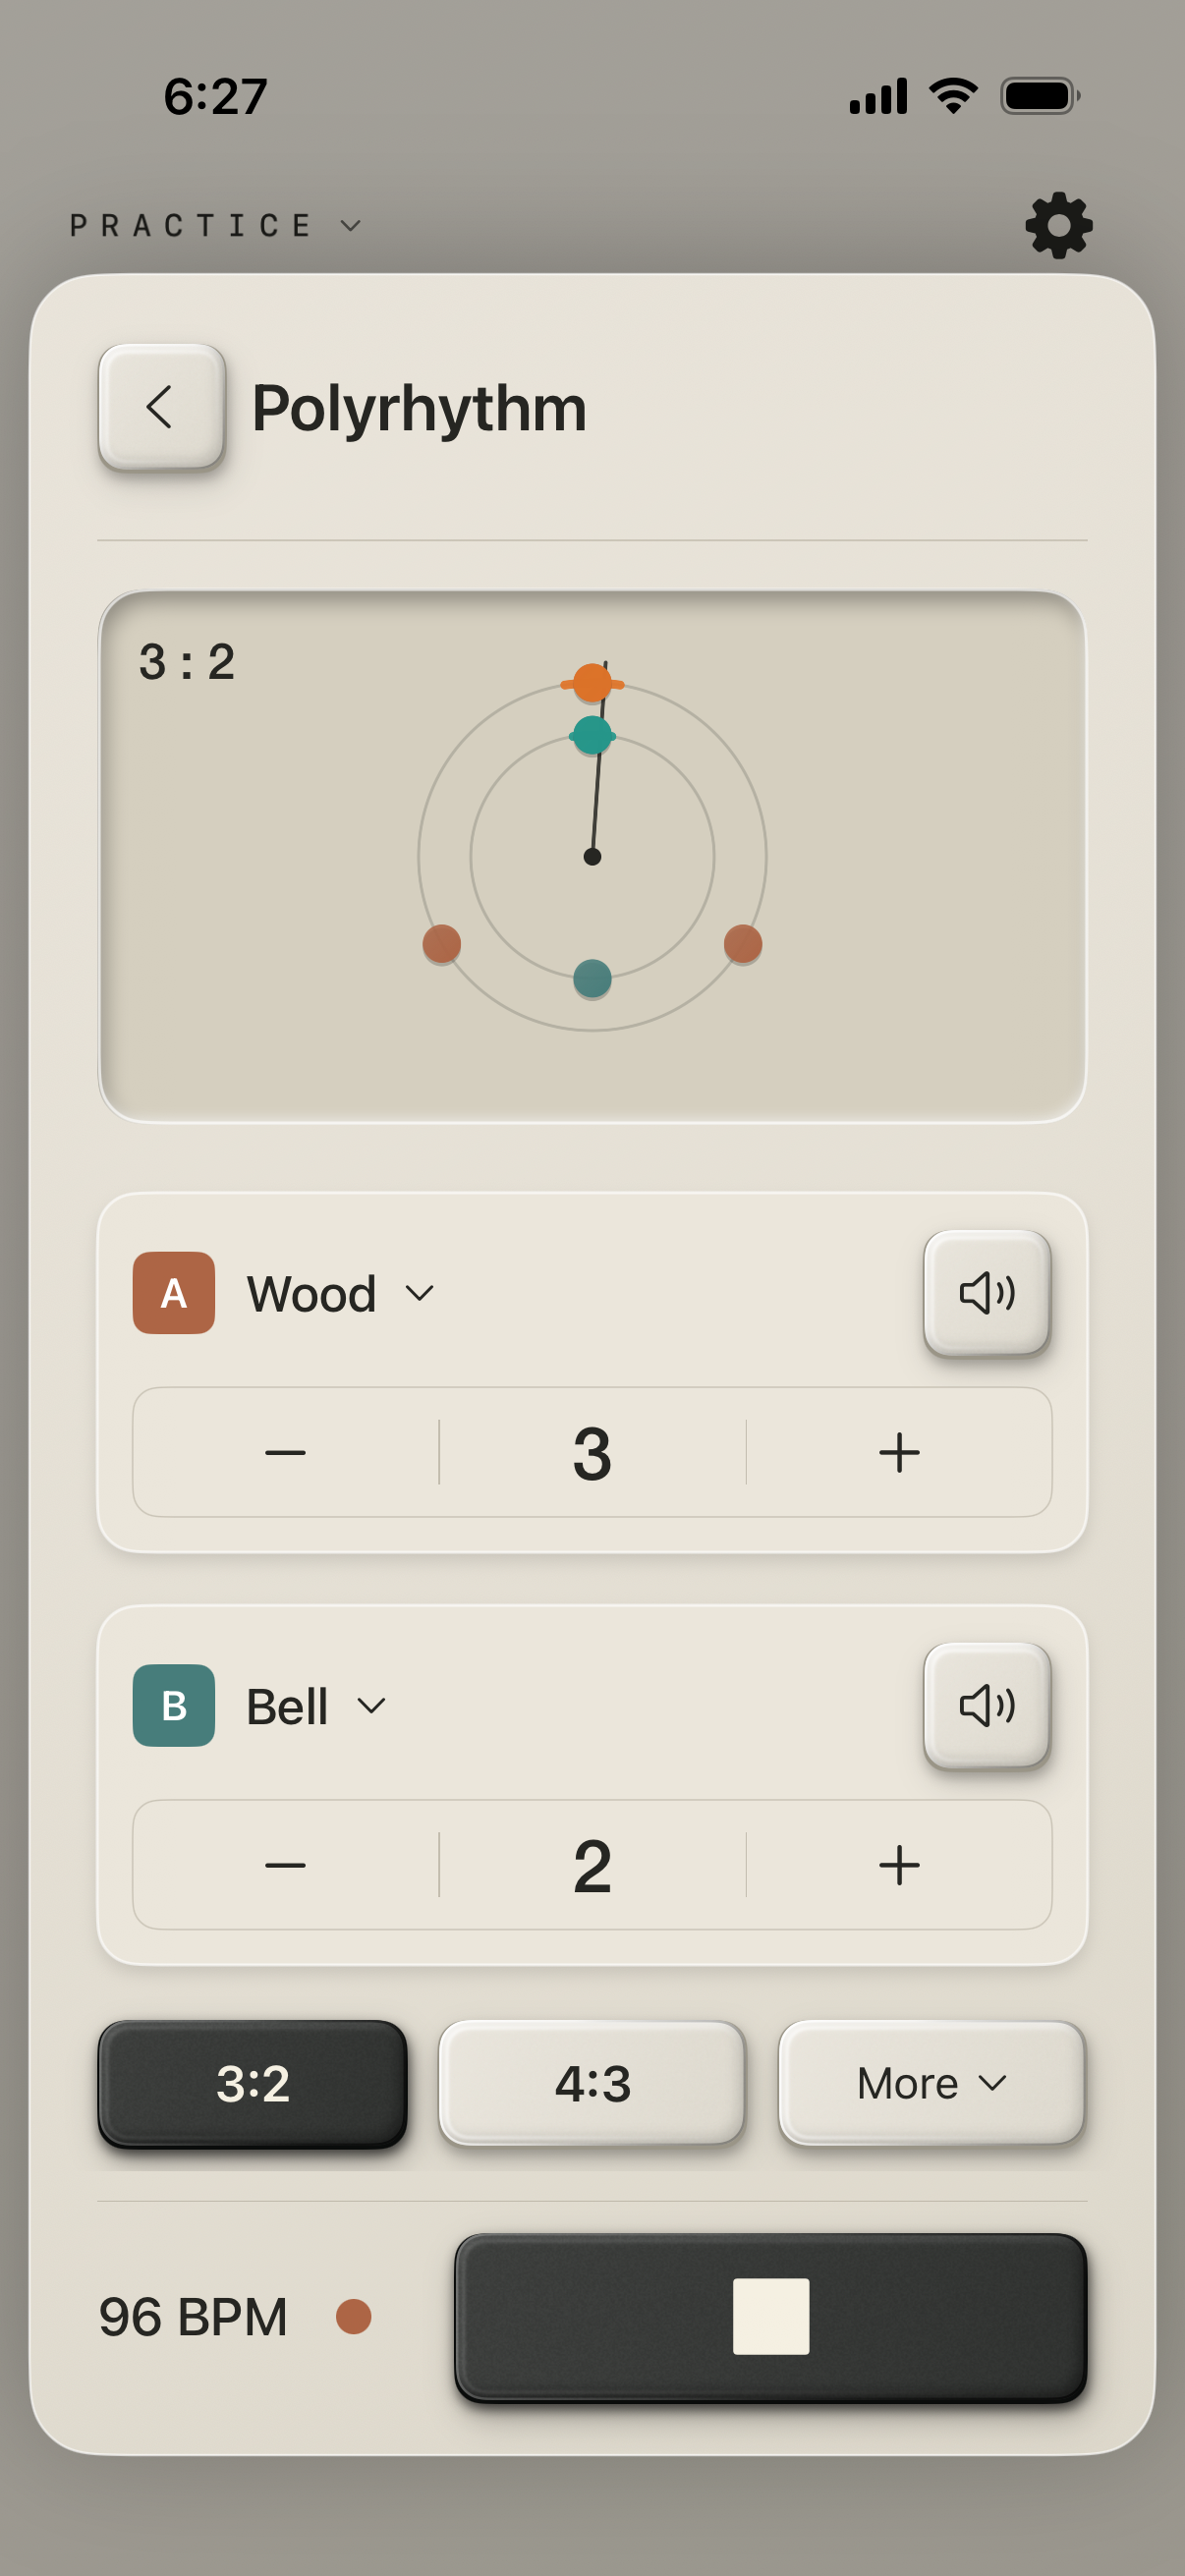 6:27
PRACTICE
Polyrhythm
3:2
A Wood
3
B Bell
2
3:2 4:3 More
96 BPM